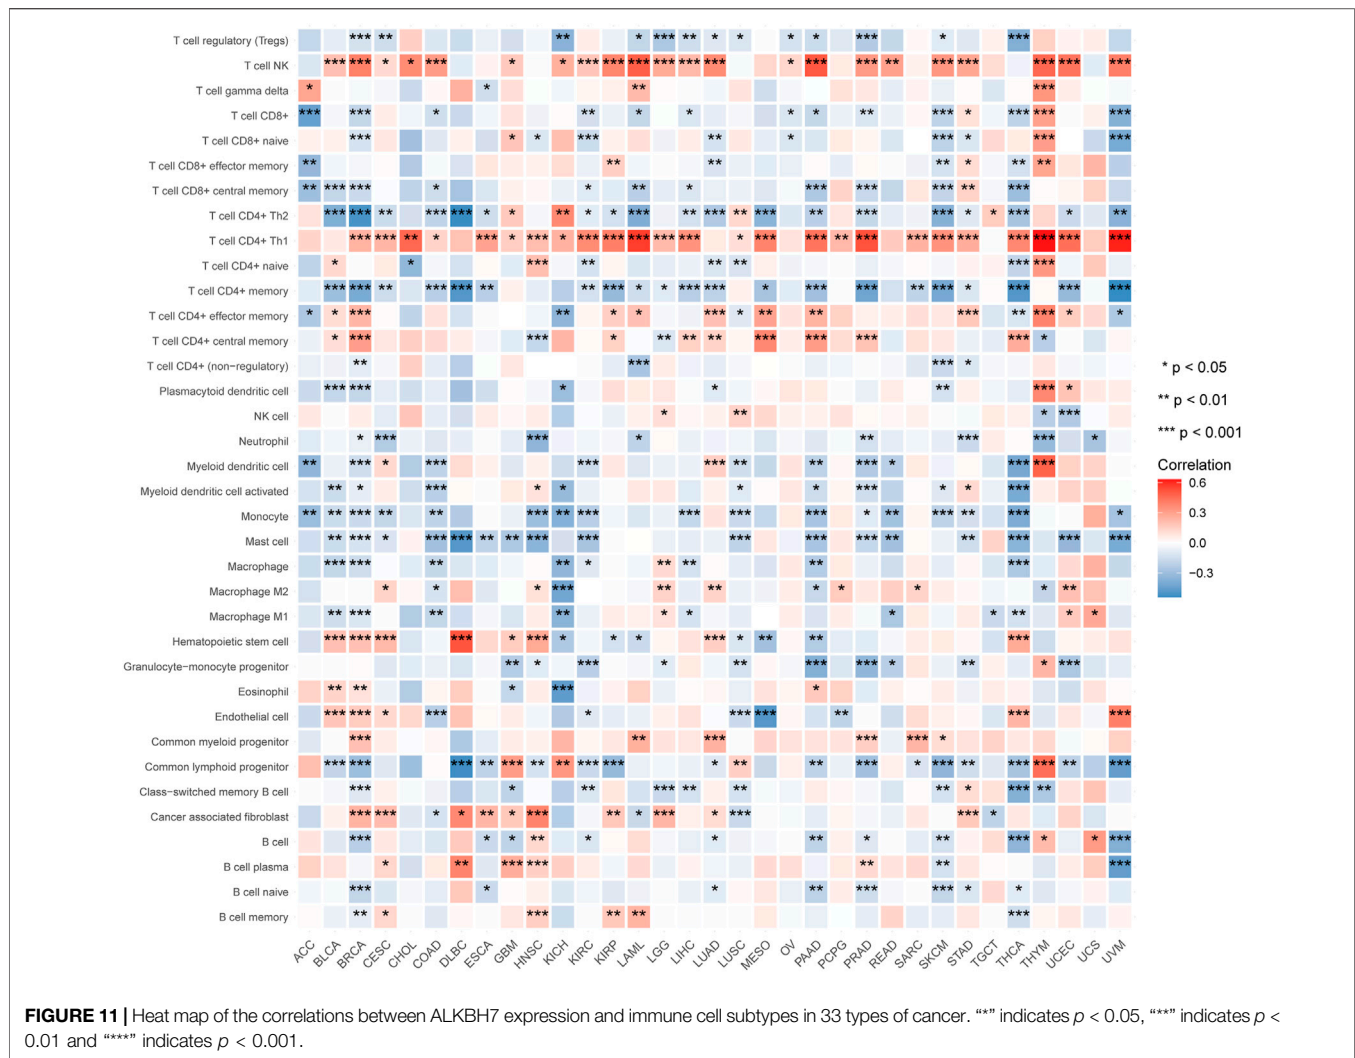 T cell regulatory (Tregs)
T cell NK
T cell gamma delta
T cell CD8+
T cell CD8+ naive
T cell CD8+ effector memory
T cell CD8+ central memory
T cell CD4+ Th2
T cell CD4+ Th1
T cell CD4+ naive
T cell CD4+ memory
T cell CD4+ effector memory
T cell CD4+ central memory
T cell CD4+ (non−regulatory)
Plasmacytoid dendritic cell
NK cell
Neutrophil
Myeloid dendritic cell
Myeloid dendritic cell activated
Monocyte
Mast cell
Macrophage
Macrophage M2
Macrophage M1
Hematopoietic stem cell
Granulocyte−monocyte progenitor
Eosinophil
Endothelial cell
Common myeloid progenitor
Common lymphoid progenitor
Class−switched memory B cell
Cancer associated fibroblast
B cell
B cell plasma
B cell naive
B cell memory
ACC BLCA BRCA CESC CHOL COAD DLBC ESCA GBM HNSC KICH KIRC KIRP LAML LGG LIHC LUAD LUSC MESO OV PAAD PCPG PRAD READ SARC SKCM STAD TGCT THCA THYM UCEC UCS UVM
* p < 0.05
** p < 0.01
*** p < 0.001
Correlation
0.6
0.3
0.0
−0.3
FIGURE 11 | Heat map of the correlations between ALKBH7 expression and immune cell subtypes in 33 types of cancer. “*” indicates p < 0.05, “**” indicates p <
0.01 and “***” indicates p < 0.001.